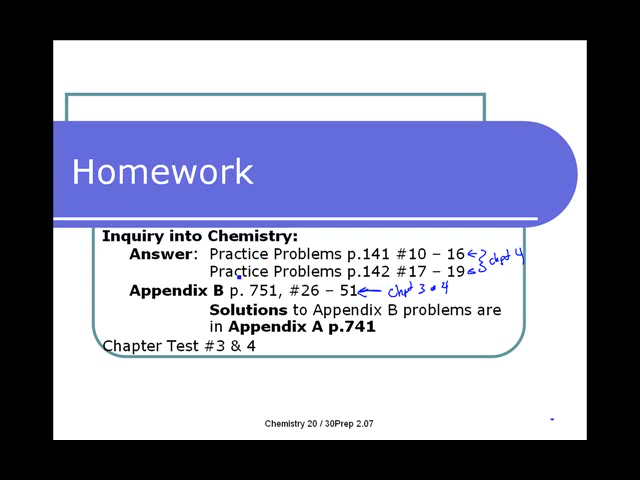 Homework
Inquiry into Chemistry:
Answer: Practice Problems p.141 #10 – 16 chpt 4
Practice Problems p.142 #17 – 19
Appendix B p. 751, #26 – 51 chpt 3 • 4
Solutions to Appendix B problems are
in Appendix A p.741
Chapter Test #3 & 4
Chemistry 20 / 30Prep 2.07